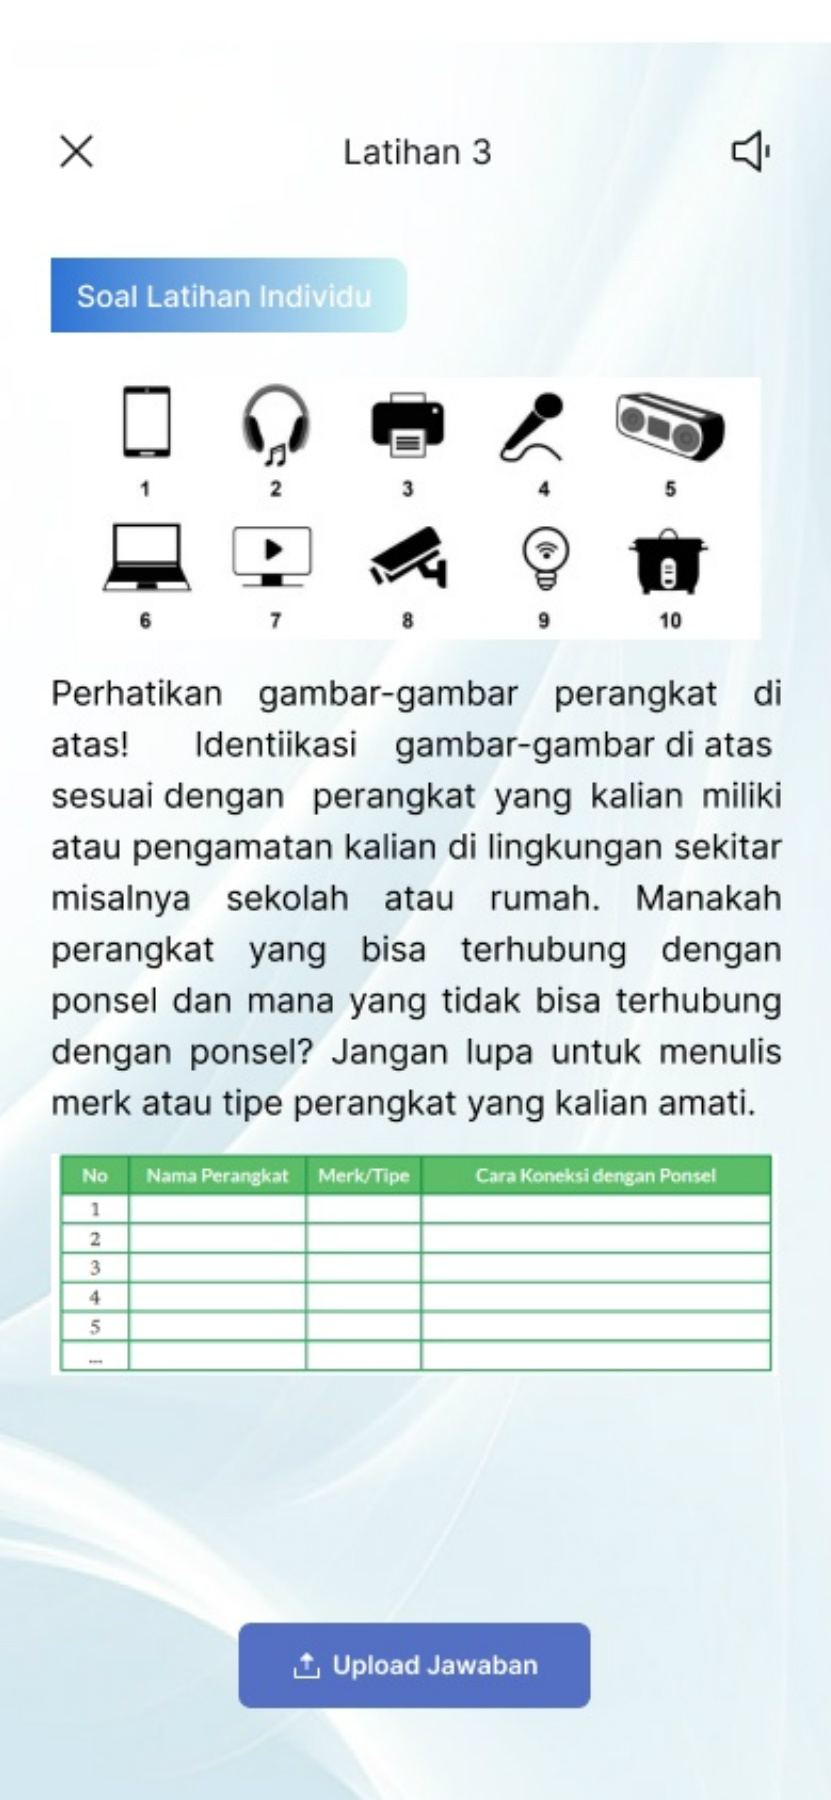 Latihan 3
Soal Latihan Individu
1 2 3 4 5
6 7 8 9 10
Perhatikan gambar-gambar perangkat di
atas! Identiikasi gambar-gambar di atas
sesuai dengan perangkat yang kalian miliki
atau pengamatan kalian di lingkungan sekitar
misalnya sekolah atau rumah. Manakah
perangkat yang bisa terhubung dengan
ponsel dan mana yang tidak bisa terhubung
dengan ponsel? Jangan lupa untuk menulis
merk atau tipe perangkat yang kalian amati.
No Nama Perangkat Merk/Tipe Cara Koneksi dengan Ponsel
1
2
3
4
5
...
Upload Jawaban